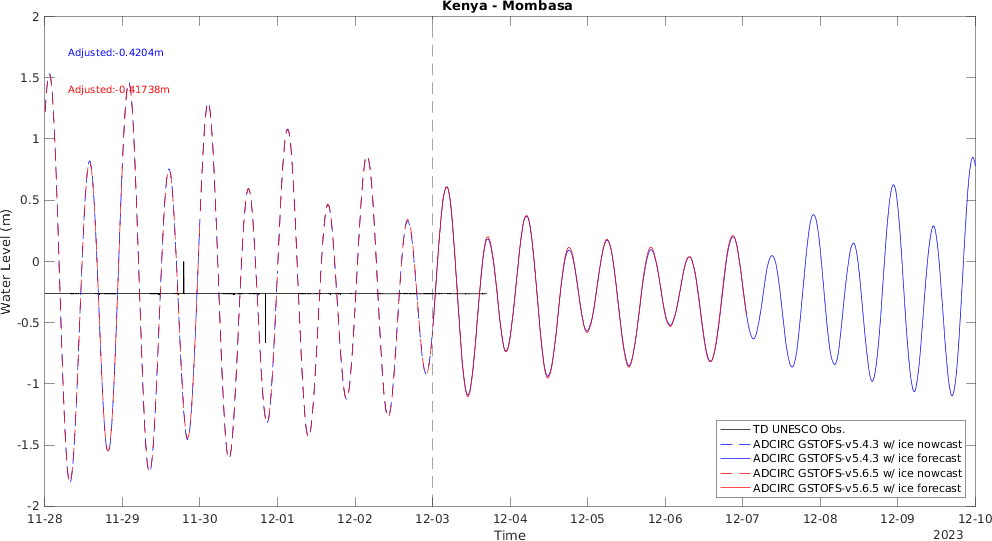 Kenya - Mombasa
2
1.5
1
0.5
0
-0.5
-1
-1.5
-2
Water Level (m)
Adjusted:-0.4204m
Adjusted:-0.41738m
TD UNESCO Obs.
ADCIRC GSTOFS-v5.4.3 w/ ice nowcast
ADCIRC GSTOFS-v5.4.3 w/ ice forecast
ADCIRC GSTOFS-v5.6.5 w/ ice nowcast
ADCIRC GSTOFS-v5.6.5 w/ ice forecast
11-28 11-29 11-30 12-01 12-02 12-03 12-04 12-05 12-06 12-07 12-08 12-09 12-10
Time
2023